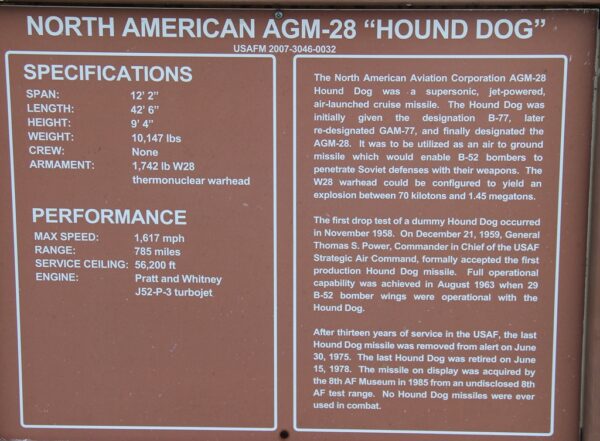 NORTH AMERICAN AGM-28 “HOUND DOG”
USAFM 2007-3046-0032
SPECIFICATIONS
SPAN: 12’ 2”
LENGTH: 42’ 6”
HEIGHT: 9’ 4”
WEIGHT: 10,147 lbs
CREW: None
ARMAMENT: 1,742 lb W28
thermonuclear warhead
PERFORMANCE
MAX SPEED: 1,617 mph
RANGE: 785 miles
SERVICE CEILING: 56,200 ft
ENGINE: Pratt and Whitney
J52-P-3 turbojet
The North American Aviation Corporation AGM-28
Hound Dog was a supersonic, jet-powered,
air-launched cruise missile. The Hound Dog was
initially given the designation B-77, later
re-designated GAM-77, and finally designated the
AGM-28. It was to be utilized as an air to ground
missile which would enable B-52 bombers to
penetrate Soviet defenses with their weapons. The
W28 warhead could be configured to yield an
explosion between 70 kilotons and 1.45 megatons.
The first drop test of a dummy Hound Dog occurred
in November 1958. On December 21, 1959, General
Thomas S. Power, Commander in Chief of the USAF
Strategic Air Command, formally accepted the first
production Hound Dog missile. Full operational
capability was achieved in August 1963 when 29
B-52 bomber wings were operational with the
Hound Dog.
After thirteen years of service in the USAF, the last
Hound Dog missile was removed from alert on June
30, 1975. The last Hound Dog was retired on June
15, 1978. The missile on display was acquired by
the 8th AF Museum in 1985 from an undisclosed 8th
AF test range. No Hound Dog missiles were ever
used in combat.